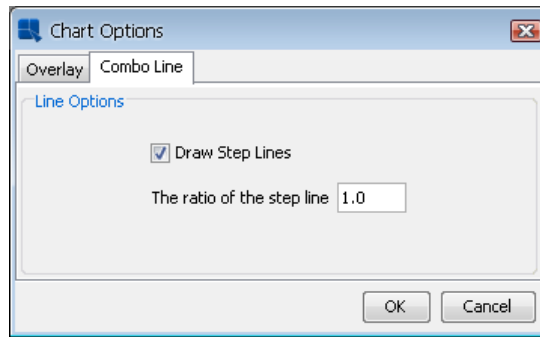 Chart Options
Overlay Combo Line
Line Options
Draw Step Lines
The ratio of the step line 1.0
OK Cancel